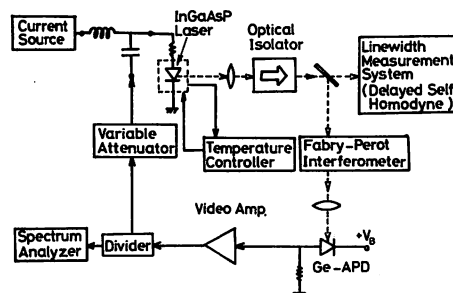 InGaAsP
Laser
Current
Source
Optical
Isolator
Linewidth
Measurement
System
(Delayed Self
Homodyne)
Variable
Attenuator
Temperature
Controller
Fabry-Perot
Interferometer
Video Amp.
+VB
Spectrum
Analyzer
Divider
Ge-APD